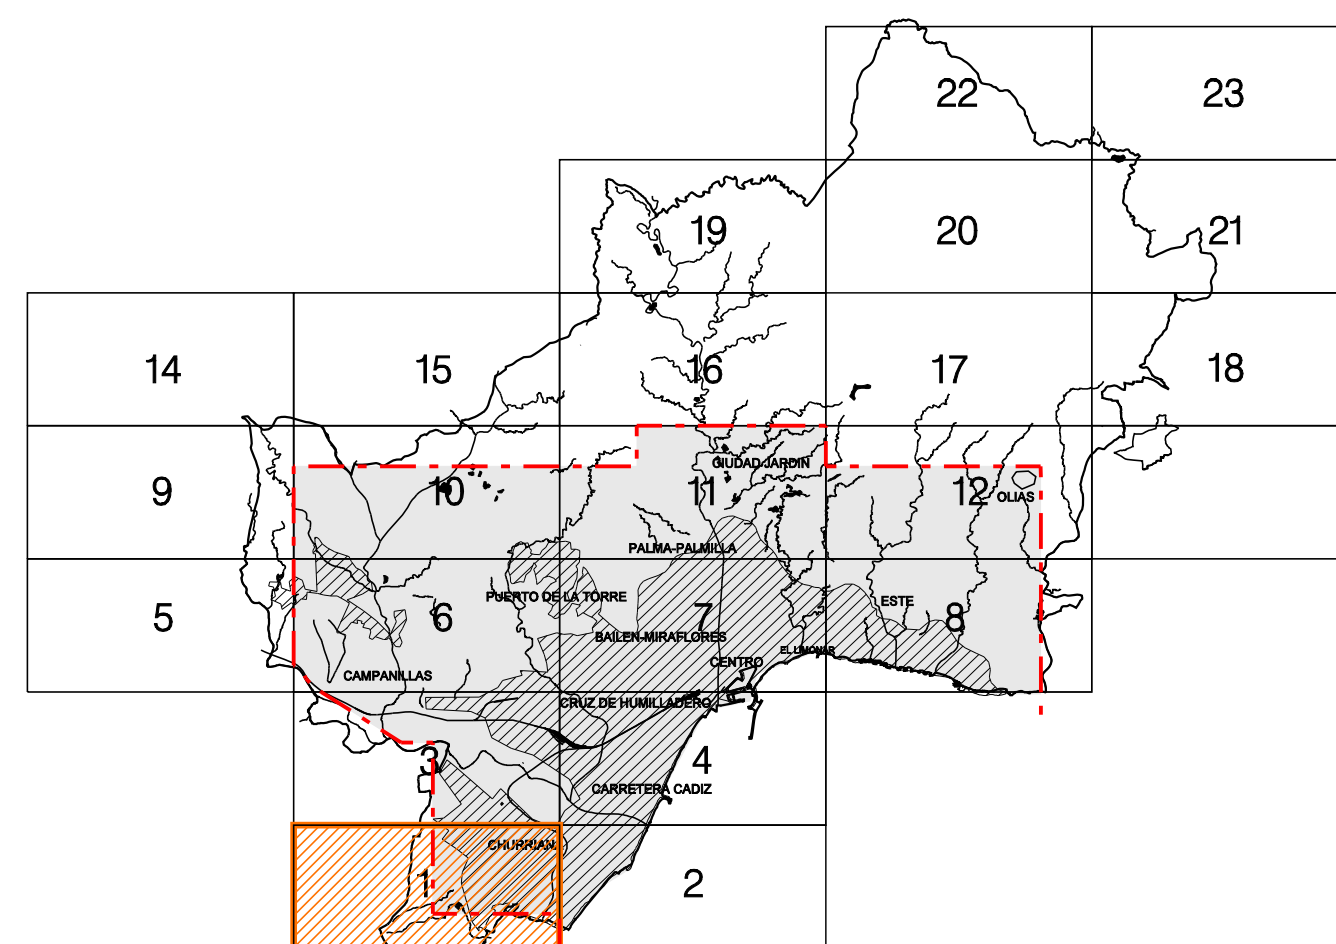 22
23
19
20
21
14
15
16
17
18
CIUDAD JARDIN
9
10
11
12
OLIAS
PALMA-PALMILLA
PUERTO DE LA TORRE
ESTE
5
6
7
8
BAILEN-MIRAFLORES
EL LIMONAR
CENTRO
CAMPANILLAS
CRUZ DE HUMILLADERO
3
4
CARRETERA CADIZ
CHURRIANA
1
2